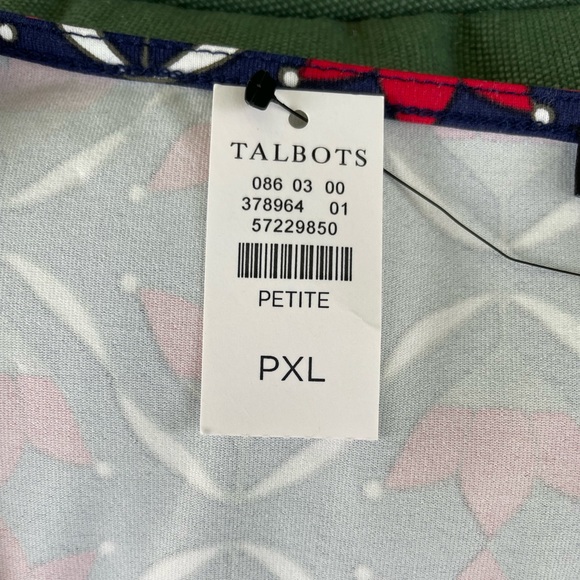 TALBOTS
086 03 00
378964 01
57229850
PETITE
PXL